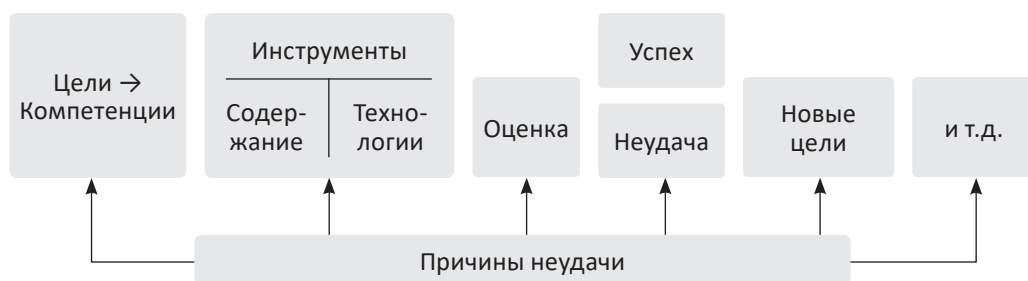 Цели →
Компетенции
Инструменты
Содер-
жание
Техно-
логии
Оценка
Успех
Неудача
Новые
цели
и т.д.
Причины неудачи